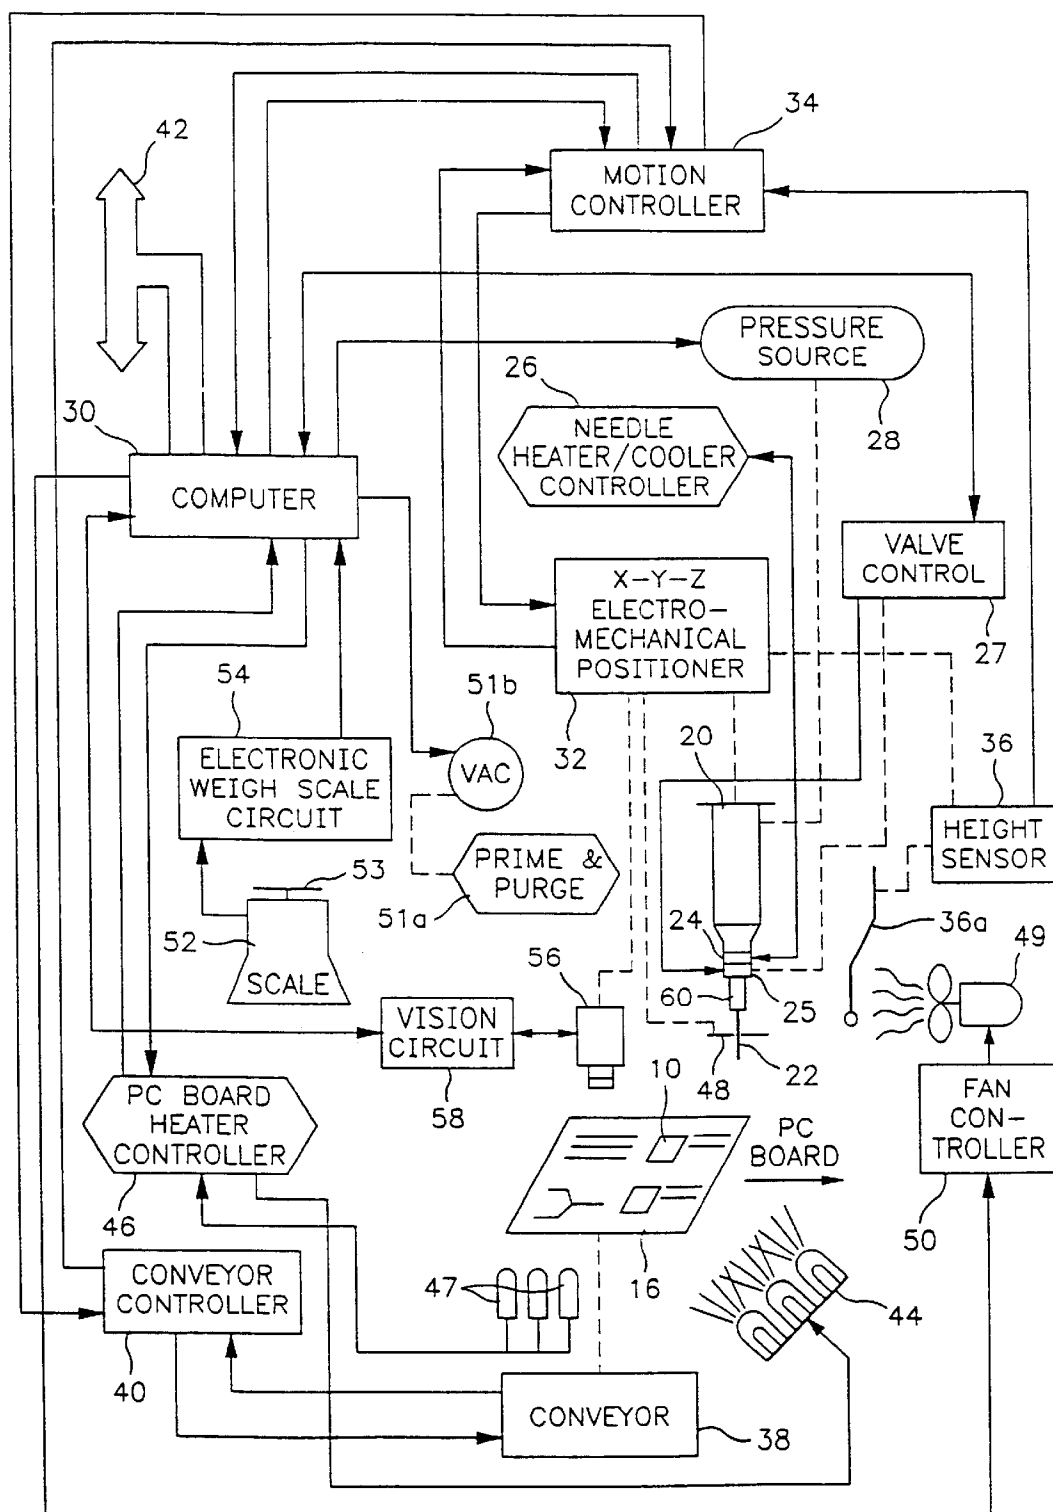 42
34
MOTION
CONTROLLER
PRESSURE
SOURCE
28
26
NEEDLE
HEATER/COOLER
CONTROLLER
30
COMPUTER
VALVE
CONTROL
27
X-Y-Z
ELECTRO-
MECHANICAL
POSITIONER
32
54
ELECTRONIC
WEIGH SCALE
CIRCUIT
51b
VAC
20
36
HEIGHT
SENSOR
PRIME &
PURGE
51a
53
52
SCALE
24
36a
49
56
60
25
VISION
CIRCUIT
58
48
22
10
PC BOARD
HEATER
CONTROLLER
46
PC
BOARD
FAN
CON-
TROLLER
50
16
47
44
CONVEYOR
CONTROLLER
40
CONVEYOR
38